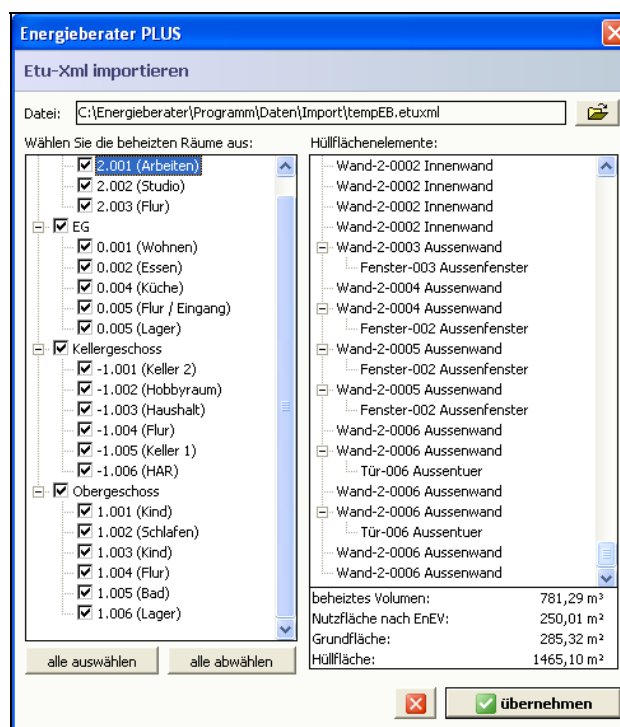 Energieberater PLUS
Etu-Xml importieren
Datei: C:\Energieberater\Programm\Daten\Import\tempEB.etuxml
Wählen Sie die beheizten Räume aus:
2.001 (Arbeiten)
2.002 (Studio)
2.003 (Flur)
EG
0.001 (Wohnen)
0.002 (Essen)
0.004 (Küche)
0.005 (Flur / Eingang)
0.005 (Lager)
Kellergeschoss
-1.001 (Keller 2)
-1.002 (Hobbyraum)
-1.003 (Haushalt)
-1.004 (Flur)
-1.005 (Keller 1)
-1.006 (HAR)
Obergeschoss
1.001 (Kind)
1.002 (Schlafen)
1.003 (Kind)
1.004 (Flur)
1.005 (Bad)
1.006 (Lager)
alle auswählen
alle abwählen
Hüllflächenelemente:
Wand-2-0002 Innenwand
Wand-2-0002 Innenwand
Wand-2-0002 Innenwand
Wand-2-0002 Innenwand
Wand-2-0003 Aussenwand
Fenster-003 Aussenfenster
Wand-2-0004 Aussenwand
Wand-2-0004 Aussenwand
Fenster-002 Aussenfenster
Wand-2-0005 Aussenwand
Fenster-002 Aussenfenster
Wand-2-0005 Aussenwand
Fenster-002 Aussenfenster
Wand-2-0006 Aussenwand
Wand-2-0006 Aussenwand
Tür-006 Aussentuer
Wand-2-0006 Aussenwand
Wand-2-0006 Aussenwand
Tür-006 Aussentuer
Wand-2-0006 Aussenwand
Wand-2-0006 Aussenwand
beheiztes Volumen: 781,29 m³
Nutzfläche nach EnEV: 250,01 m²
Grundfläche: 285,32 m²
Hüllfläche: 1465,10 m²
übernehmen